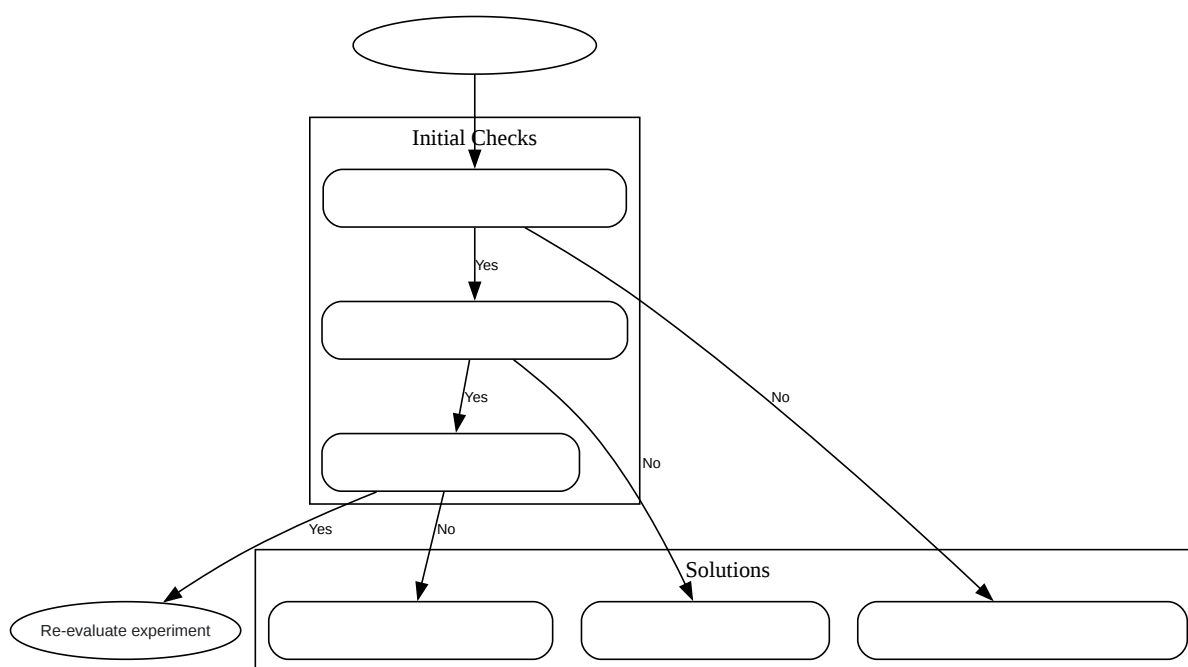 Initial Checks
Yes
Yes
No
No
Yes
No
Solutions
Re-evaluate experiment